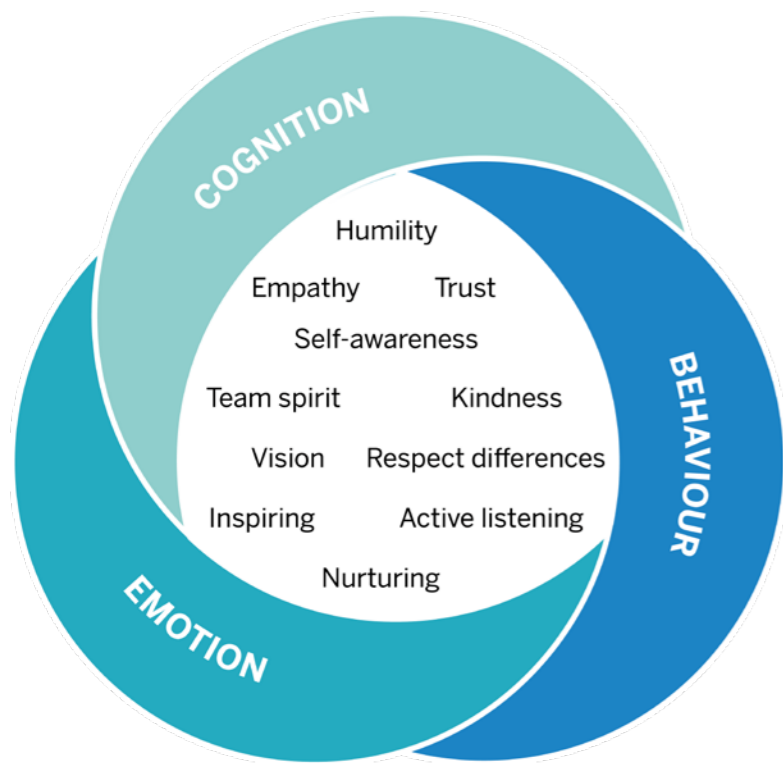 COGNITION
Humility
Empathy Trust
Self-awareness
Team spirit Kindness
Vision Respect differences
Inspiring Active listening
Nurturing
BEHAVIOUR
EMOTION